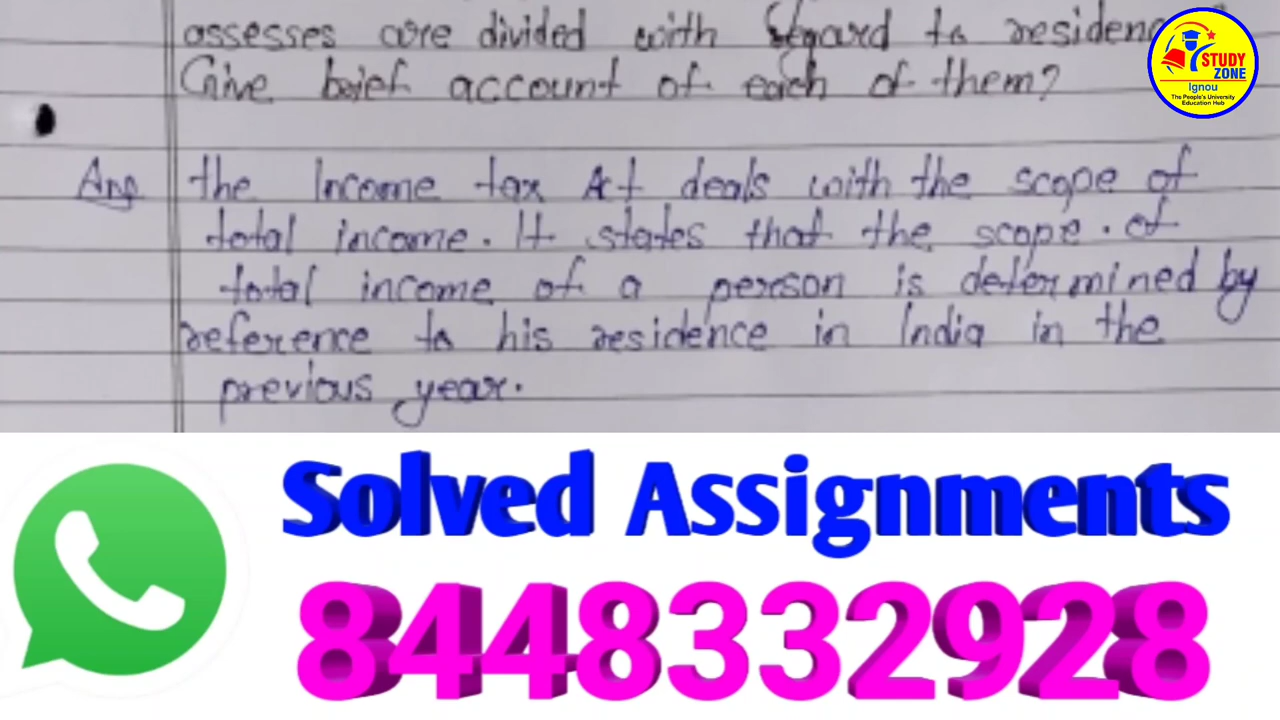 assesses are divided with regard to residence
Give brief account of each of them?
Ans the Income tax Act deals with the scope of
total income. It states that the scope. of
total income of a person is determined by
reference to his residence in India in the
previous year.
STUDY
ZONE
Ignou
The People's University
Education Hub
Solved Assignments
8448332928